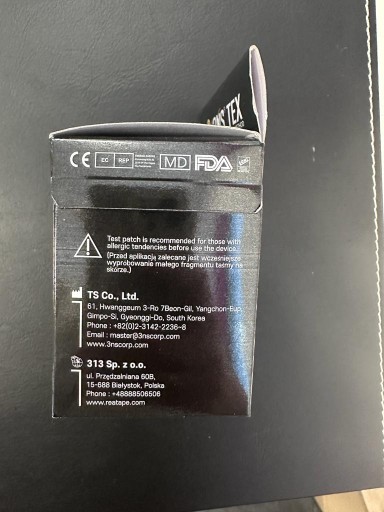 3NS TEX
CE EC REP MD FDA
Test patch is recommended for those with
allergic tendencies before use the device.
(Przed aplikacją zalecane jest wcześniejsze
wypróbowanie małego fragmentu taśmy na
skórze.)
TS Co., Ltd.
61, Hwanggeum 3-Ro 7Beon-Gil, Yangchon-Eup,
Gimpo-Si, Gyeonggi-Do, South Korea
Phone : +82(0)2-3142-2236~8
Email : master@3nscorp.com
www.3nscorp.com
313 Sp. z o.o.
ul. Przędzalniana 60B,
15-688 Białystok, Polska
Phone : +48888506506
www.reatape.com